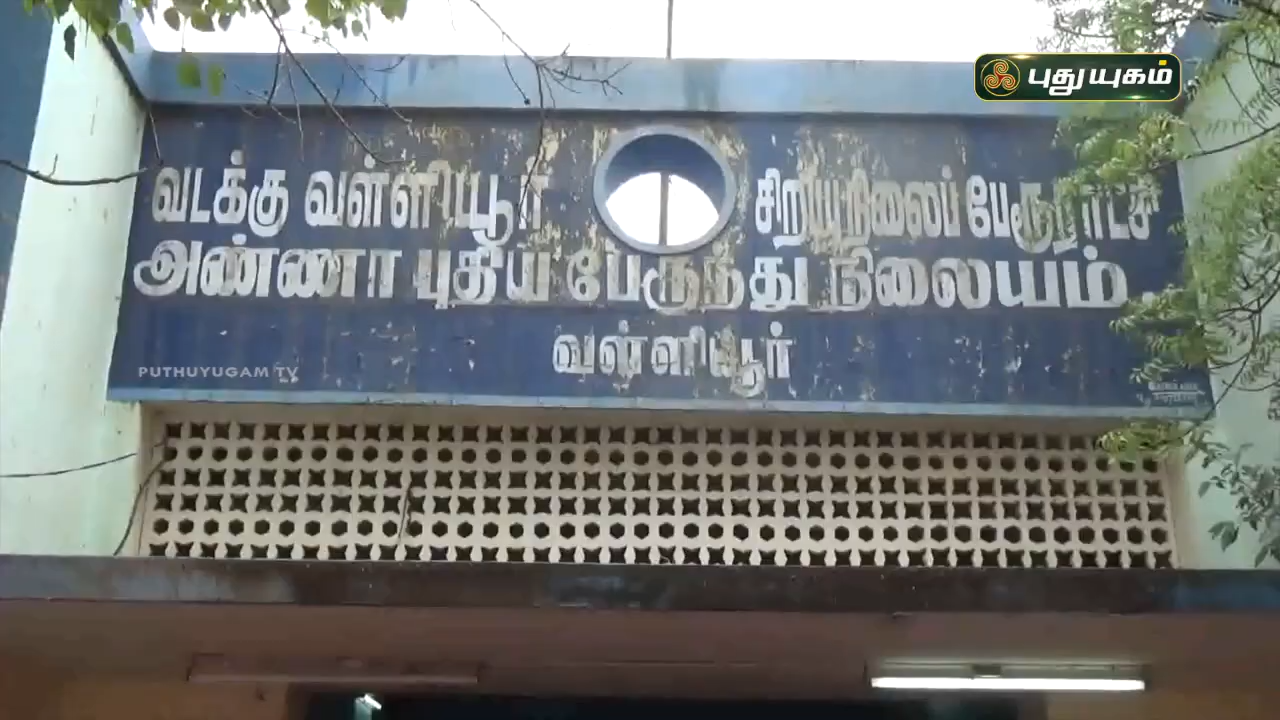 புதுயுகம்
வடக்கு வள்ளியூர் சிறப்பு நிலைப் பேரூராட்சி
அண்ணா புதிய பேருந்து நிலையம்
வள்ளியூர்
PUTHUYUGAM TV